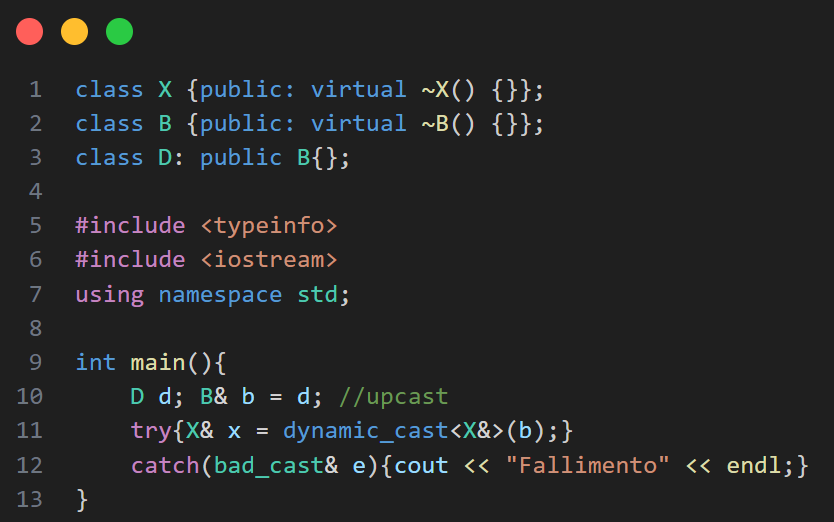 1 class X {public: virtual ~X() {}};
2 class B {public: virtual ~B() {}};
3 class D: public B{};
4
5 #include <typeinfo>
6 #include <iostream>
7 using namespace std;
8
9 int main(){
10     D d; B& b = d; //upcast
11     try{X& x = dynamic_cast<X&>(b);}
12     catch(bad_cast& e){cout << "Fallimento" << endl;}
13 }